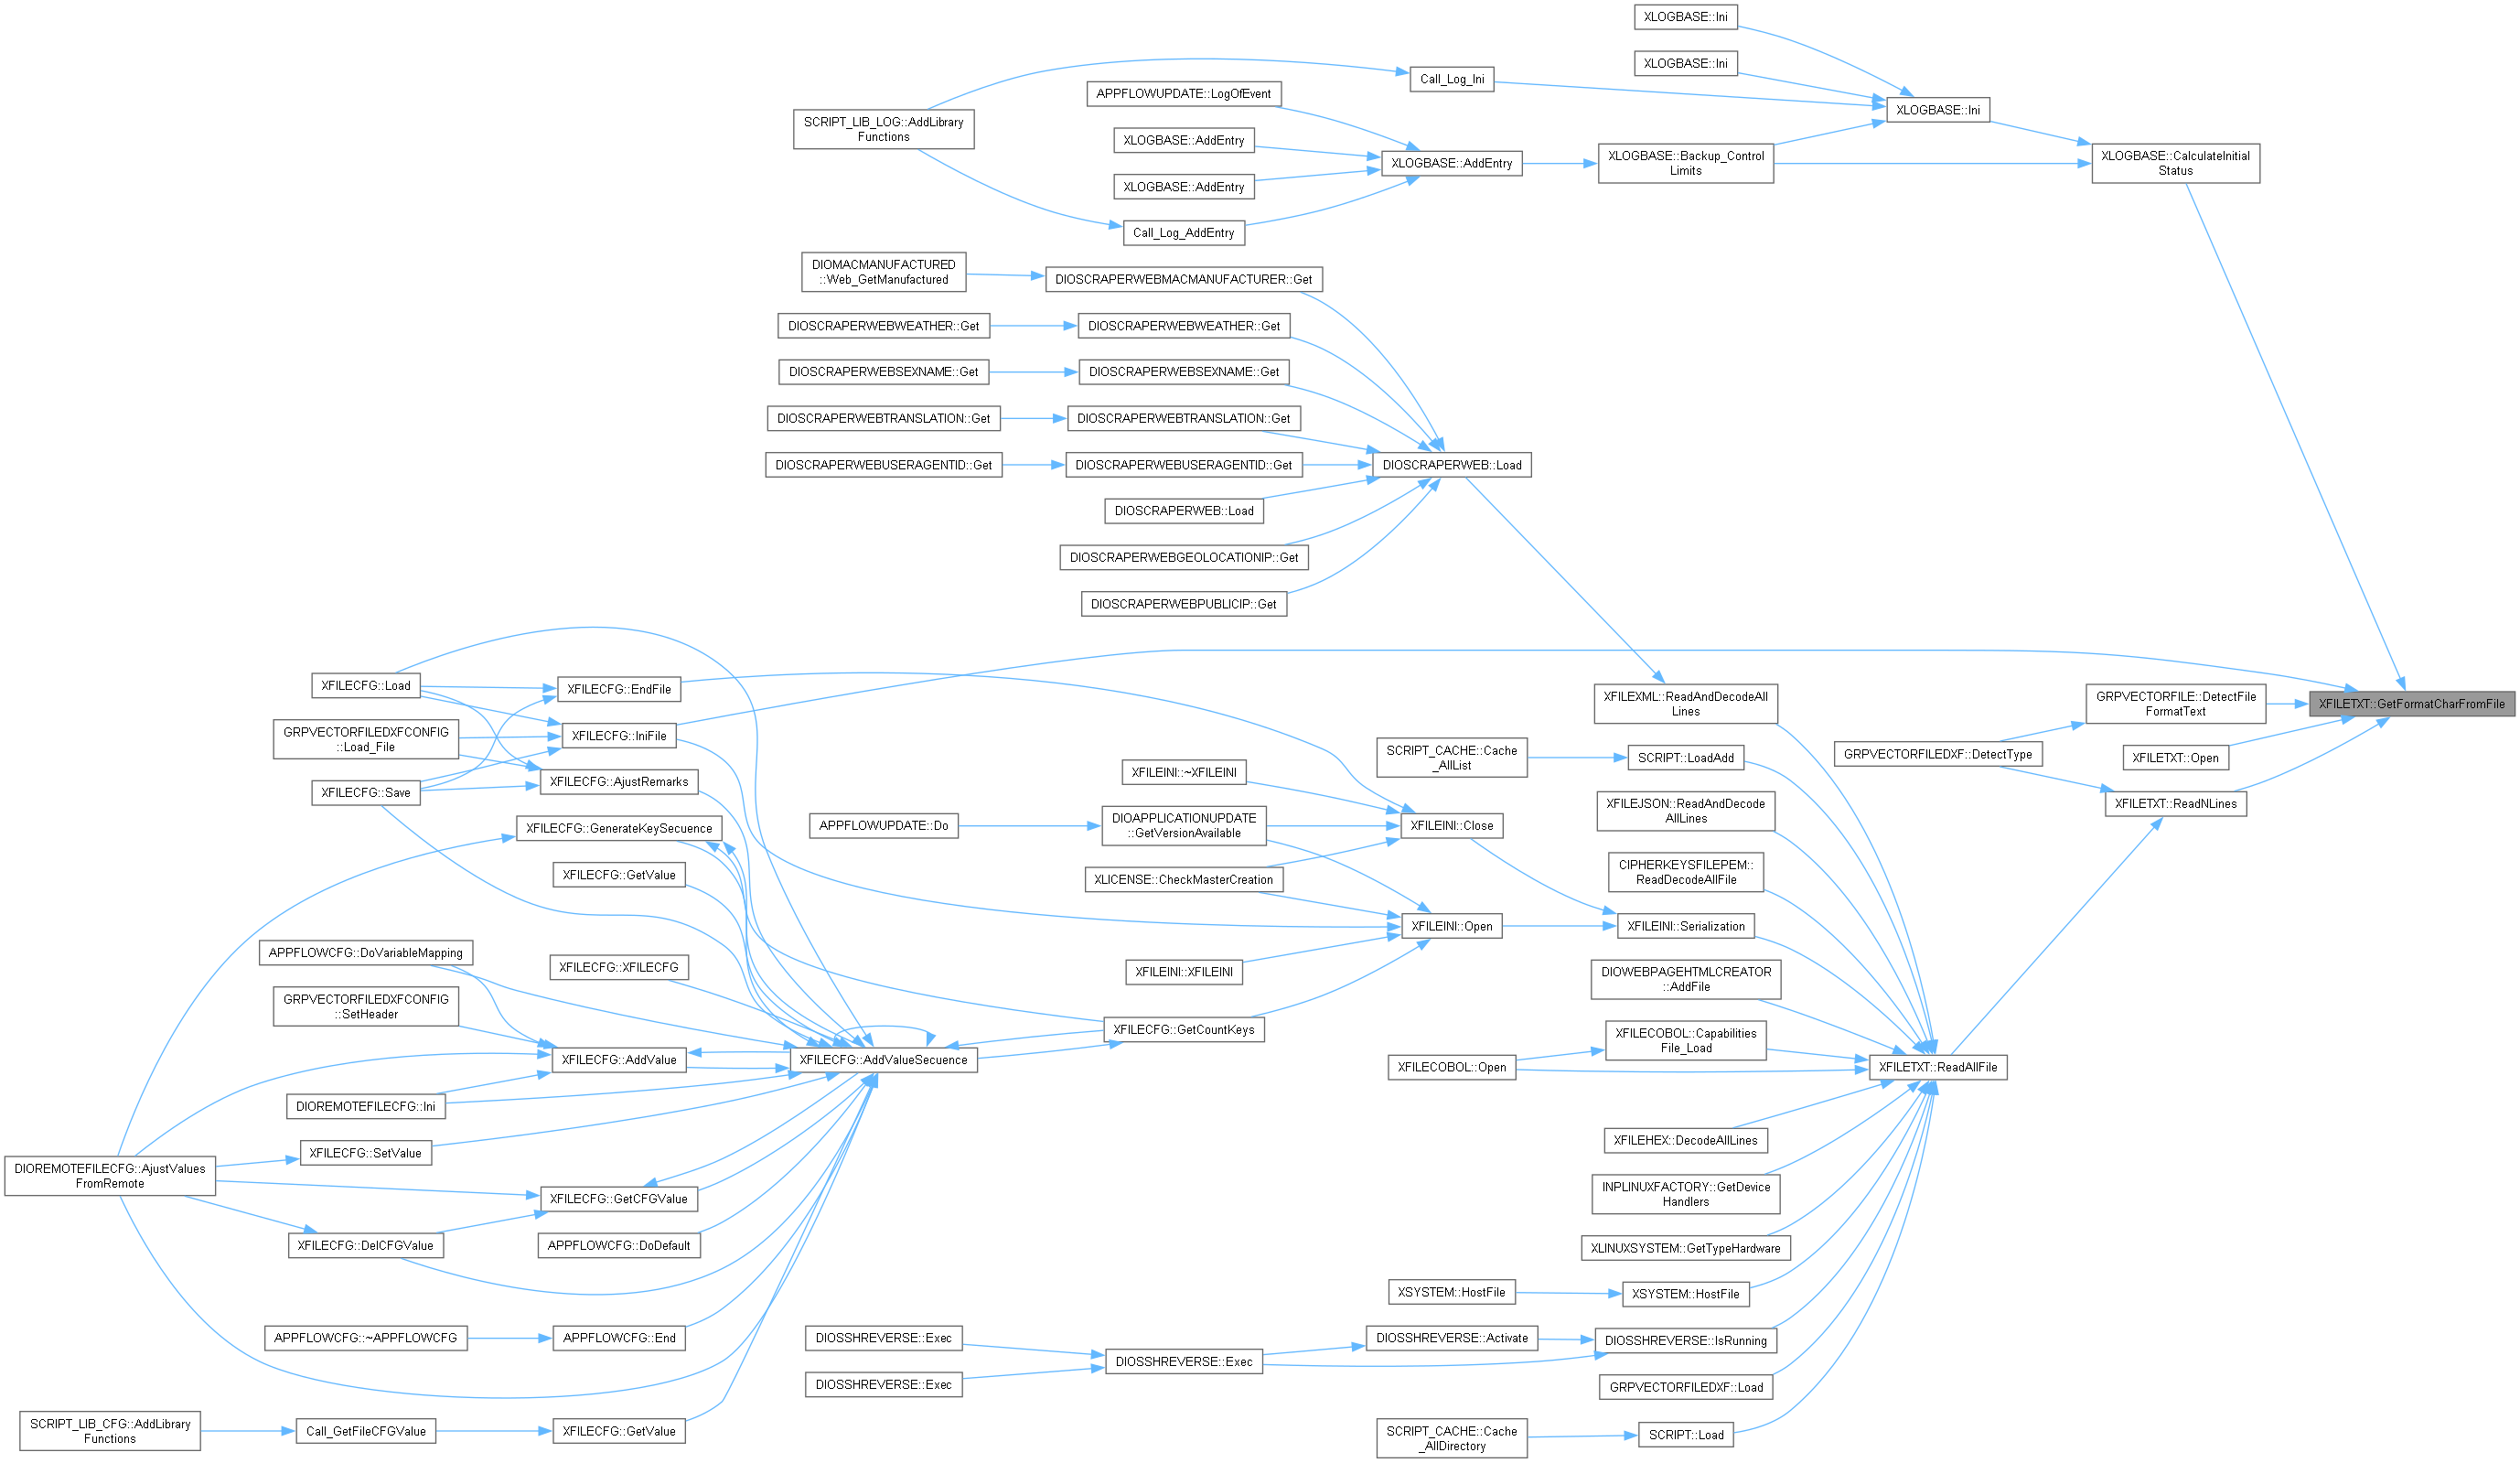 XLOGBASE::Ini
XLOGBASE::Ini
Call_Log_Ini
APPFLOWUPDATE::LogOfEvent
XLOGBASE::Ini
SCRIPT_LIB_LOG::AddLibrary
Functions
XLOGBASE::AddEntry
XLOGBASE::AddEntry
XLOGBASE::Backup_Control
Limits
XLOGBASE::CalculateInitial
Status
XLOGBASE::AddEntry
Call_Log_AddEntry
DIOMACMANUFACTURED
::Web_GetManufactured
DIOSCRAPERWEBMACMANUFACTURER::Get
DIOSCRAPERWEBWEATHER::Get
DIOSCRAPERWEBWEATHER::Get
DIOSCRAPERWEBSEXNAME::Get
DIOSCRAPERWEBSEXNAME::Get
DIOSCRAPERWEBTRANSLATION::Get
DIOSCRAPERWEBTRANSLATION::Get
DIOSCRAPERWEBUSERAGENTID::Get
DIOSCRAPERWEBUSERAGENTID::Get
DIOSCRAPERWEB::Load
DIOSCRAPERWEB::Load
DIOSCRAPERWEBGEOLOCATIONIP::Get
DIOSCRAPERWEBPUBLICIP::Get
XFILECFG::Load
XFILECFG::EndFile
XFILEXML::ReadAndDecodeAll
Lines
GRPVECTORFILE::DetectFile
FormatText
XFILETXT::GetFormatCharFromFile
GRPVECTORFILEDXFCONFIG
::Load_File
XFILECFG::IniFile
SCRIPT_CACHE::Cache
_AllList
SCRIPT::LoadAdd
GRPVECTORFILEDXF::DetectType
XFILETXT::Open
XFILECFG::Save
XFILECFG::AjustRemarks
XFILEINI::~XFILEINI
XFILEJSON::ReadAndDecode
AllLines
XFILETXT::ReadNLines
XFILECFG::GenerateKeySecuence
APPFLOWUPDATE::Do
DIOAPPLICATIONUPDATE
::GetVersionAvailable
XFILEINI::Close
XFILECFG::GetValue
XLICENSE::CheckMasterCreation
CIPHERKEYSFILEPEM::
ReadDecodeAllFile
XFILEINI::Open
XFILEINI::Serialization
APPFLOWCFG::DoVariableMapping
XFILECFG::XFILECFG
XFILEINI::XFILEINI
DIOWEBPAGEHTMLCREATOR
::AddFile
GRPVECTORFILEDXFCONFIG
::SetHeader
XFILECFG::GetCountKeys
XFILECOBOL::Capabilities
File_Load
XFILECFG::AddValue
XFILECFG::AddValueSecuence
XFILECOBOL::Open
XFILETXT::ReadAllFile
DIOREMOTEFILECFG::Ini
XFILECFG::SetValue
XFILEHEX::DecodeAllLines
DIOREMOTEFILECFG::AjustValues
FromRemote
XFILECFG::GetCFGValue
INPLINUXFACTORY::GetDevice
Handlers
XFILECFG::DelCFGValue
APPFLOWCFG::DoDefault
XLINUXSYSTEM::GetTypeHardware
XSYSTEM::HostFile
XSYSTEM::HostFile
APPFLOWCFG::~APPFLOWCFG
APPFLOWCFG::End
DIOSSHREVERSE::Exec
DIOSSHREVERSE::Activate
DIOSSHREVERSE::IsRunning
DIOSSHREVERSE::Exec
DIOSSHREVERSE::Exec
GRPVECTORFILEDXF::Load
SCRIPT_LIB_CFG::AddLibrary
Functions
Call_GetFileCFGValue
XFILECFG::GetValue
SCRIPT_CACHE::Cache
_AllDirectory
SCRIPT::Load